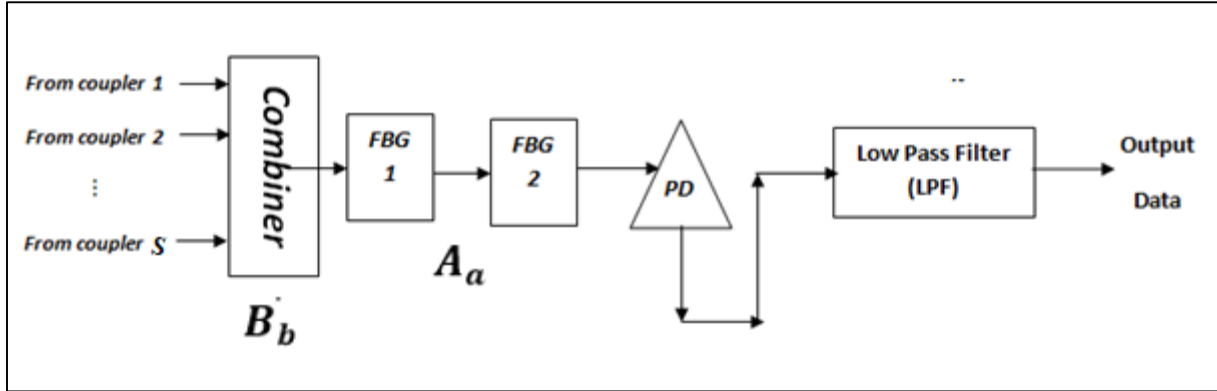 From coupler 1
From coupler 2
⋮
From coupler S
Combiner
B_b
FBG
1
A_a
FBG
2
PD
Low Pass Filter
(LPF)
Output
Data